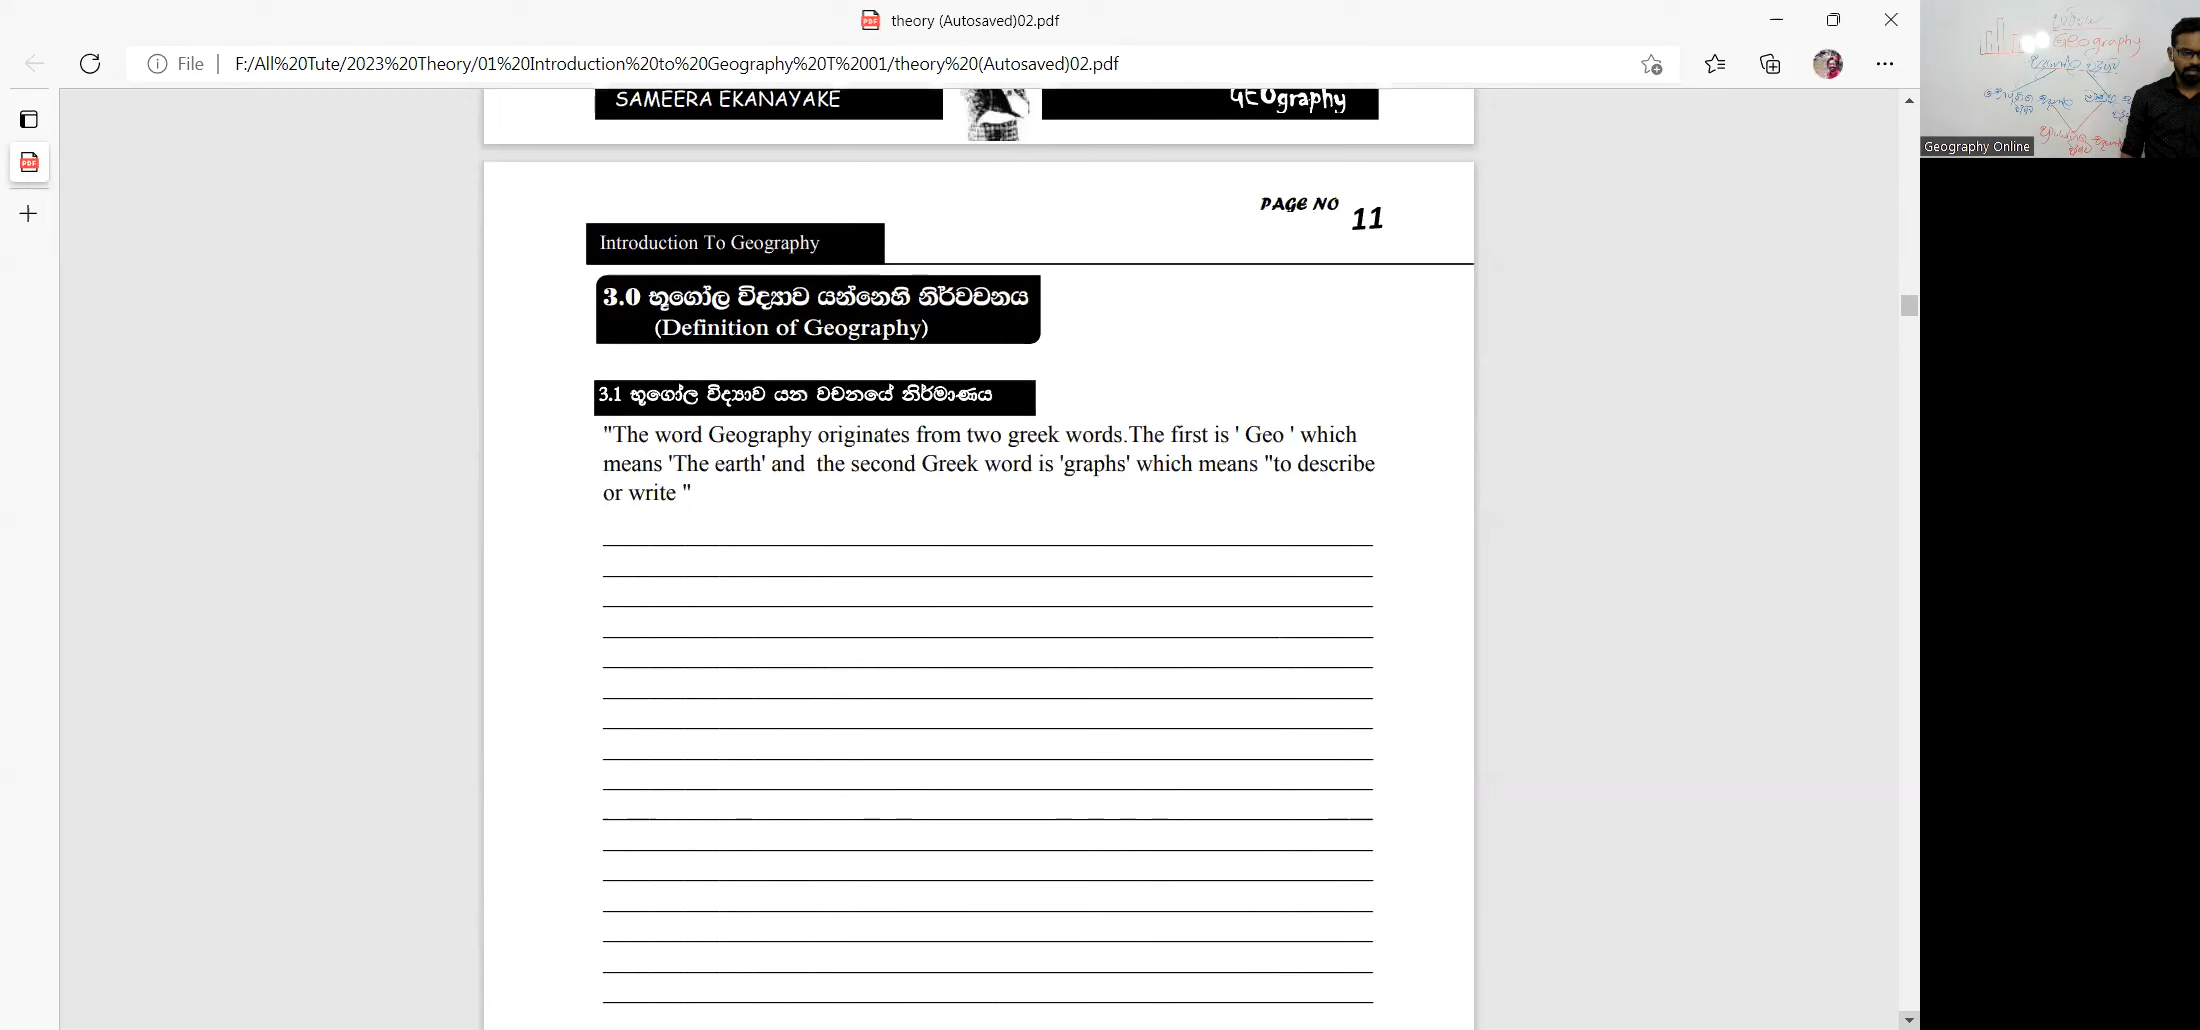 theory (Autosaved)02.pdf
File
F:/All%20Tute/2023%20Theory/01%20Introduction%20to%20Geography%20T%2001/theory%20(Autosaved)02.pdf
SAMEERA EKANAYAKE
GEOgraphy
PAGE NO 11
Introduction To Geography
3.0 භූගෝල විද්‍යාව යන්නෙහි නිර්වචනය
(Definition of Geography)
3.1 භූගෝල විද්‍යාව යන වචනයේ නිර්මාණය
"The word Geography originates from two greek words.The first is ' Geo ' which
means 'The earth' and the second Greek word is 'graphs' which means "to describe
or write "
Geography
Geography Online